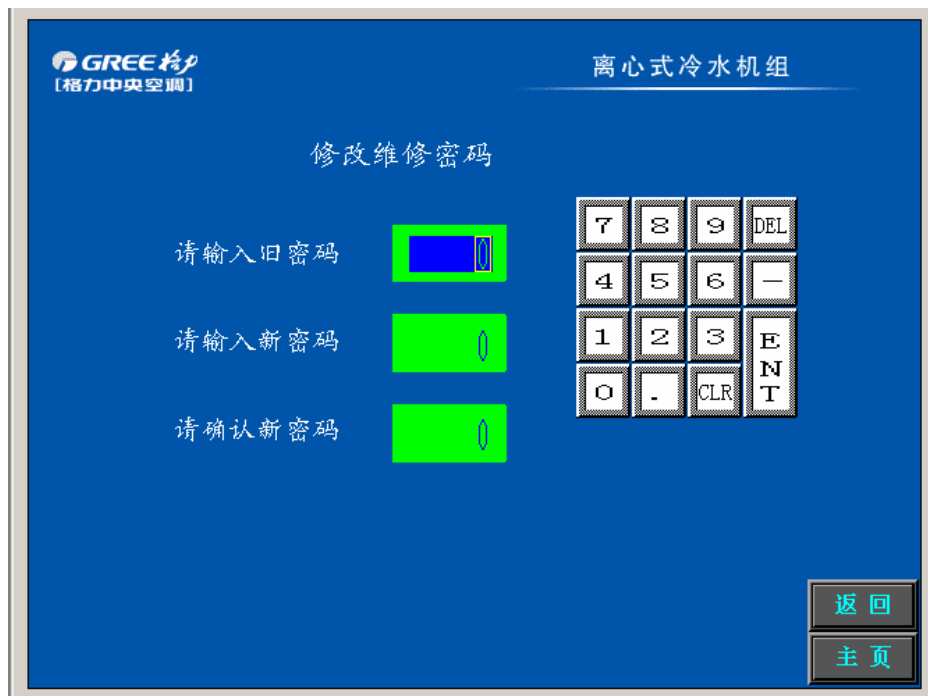 GREE 格力
[格力中央空调]
离心式冷水机组
修改维修密码
请输入旧密码 0
请输入新密码 0
请确认新密码 0
7 8 9 DEL
4 5 6 —
1 2 3 ENT
0 . CLR
返回
主页